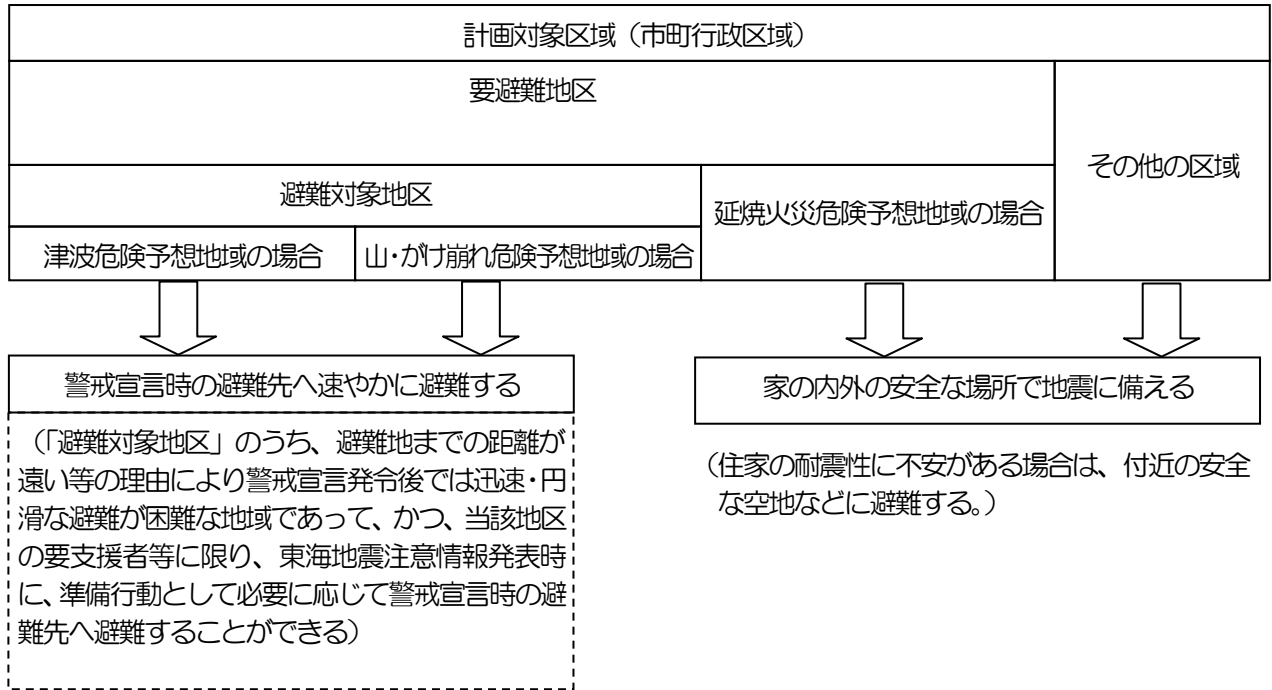 計画対象区域（市町行政区域）
要避難地区
その他の区域
避難対象地区
延焼火災危険予想地域の場合
津波危険予想地域の場合
山・がけ崩れ危険予想地域の場合
警戒宣言時の避難先へ速やかに避難する
（「避難対象地区」のうち、避難地までの距離が
遠い等の理由により警戒宣言発令後では迅速・円
滑な避難が困難な地域であって、かつ、当該地区
の要支援者等に限り、東海地震注意情報発表時
に、準備行動として必要に応じて警戒宣言時の避
難先へ避難することができる）
家の内外の安全な場所で地震に備える
（住家の耐震性に不安がある場合は、付近の安全
な空地などに避難する。）